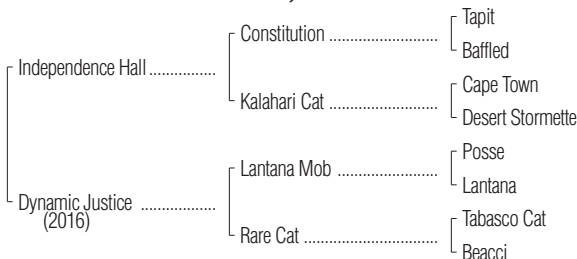 Tapit
Constitution
Baffled
Independence Hall
Cape Town
Kalahari Cat
Desert Stormette
Posse
Lantana Mob
Lantana
Dynamic Justice
(2016)
Tabasco Cat
Rare Cat
Beacci